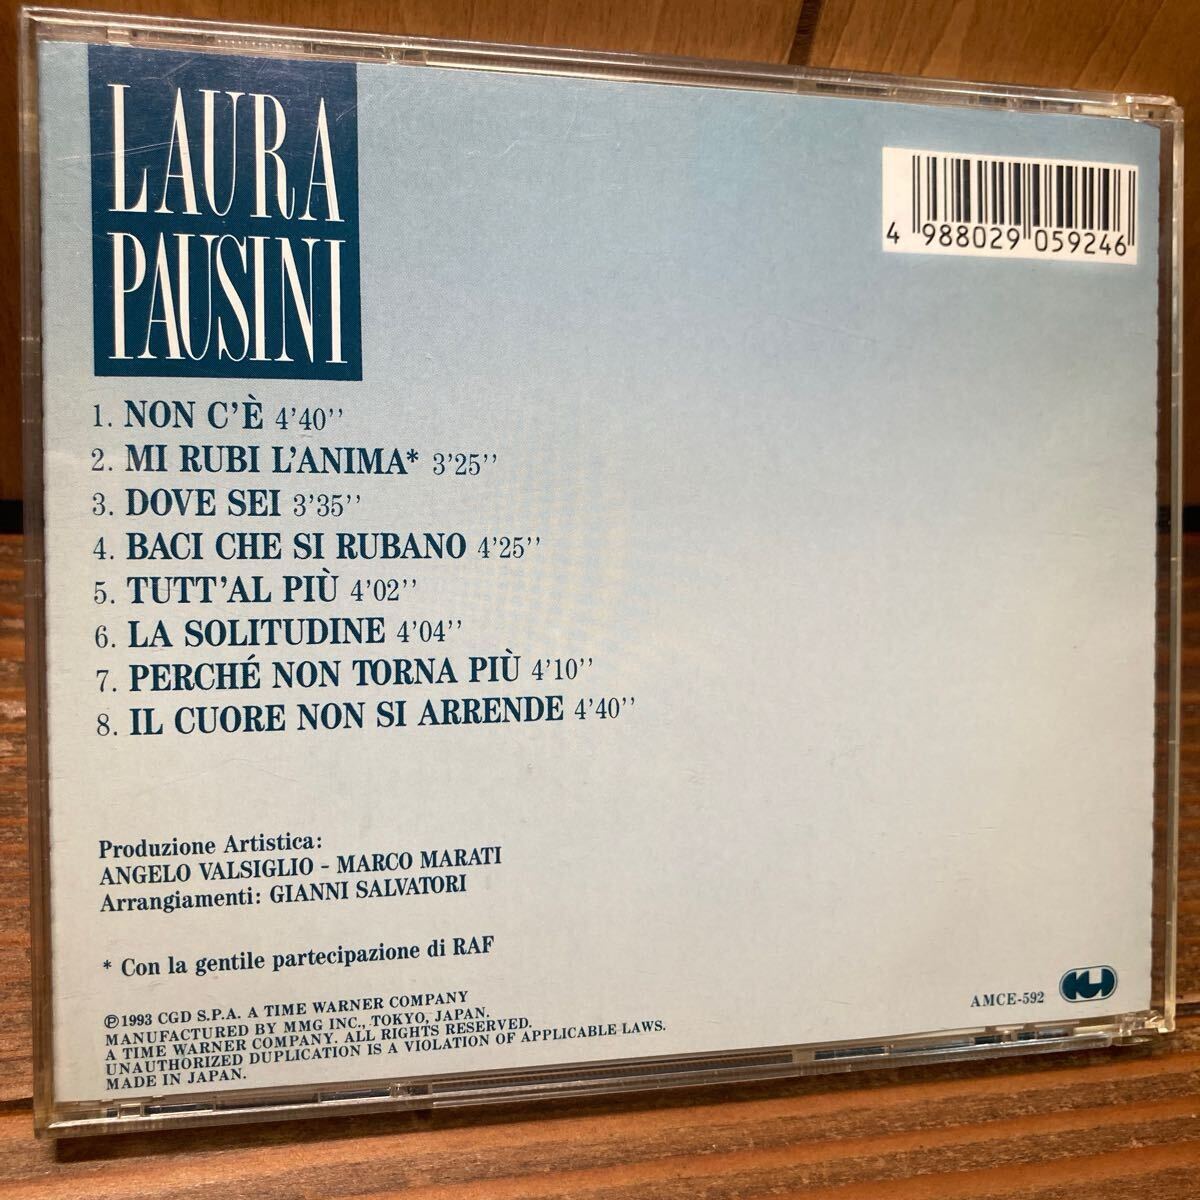 LAURA
PAUSINI
4 988029 059246
1. NON C'È 4'40''
2. MI RUBI L'ANIMA* 3'25''
3. DOVE SEI 3'35''
4. BACI CHE SI RUBANO 4'25''
5. TUTT'AL PIÙ 4'02''
6. LA SOLITUDINE 4'04''
7. PERCHÉ NON TORNA PIÙ 4'10''
8. IL CUORE NON SI ARRENDE 4'40''
Produzione Artistica:
ANGELO VALSIGLIO - MARCO MARATI
Arrangiamenti: GIANNI SALVATORI
* Con la gentile partecipazione di RAF
℗1993 CGD S.P.A. A TIME WARNER COMPANY
MANUFACTURED BY MMG INC., TOKYO, JAPAN.
A TIME WARNER COMPANY. ALL RIGHTS RESERVED.
UNAUTHORIZED DUPLICATION IS A VIOLATION OF APPLICABLE LAWS.
MADE IN JAPAN.
AMCE-592